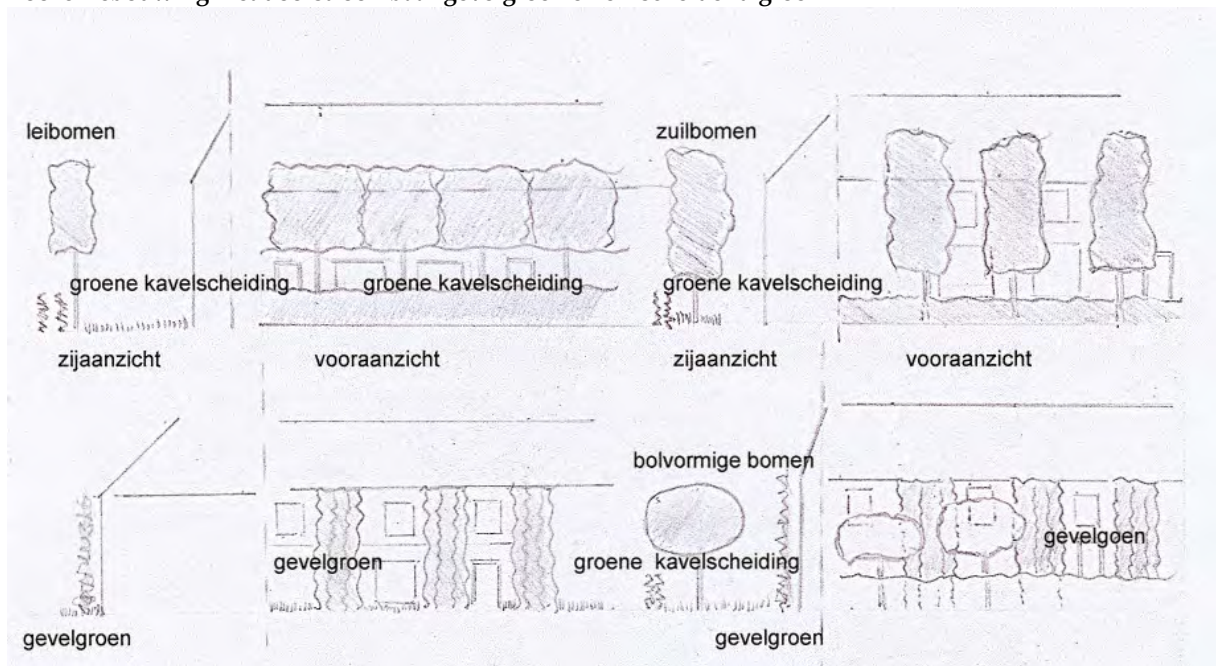 leibomen
zuilbomen
groene kavelscheiding
groene kavelscheiding
groene kavelscheiding
zijaanzicht
vooraanzicht
zijaanzicht
vooraanzicht
bolvormige bomen
gevelgroen
groene kavelscheiding
gevelgoen
gevelgroen
gevelgroen